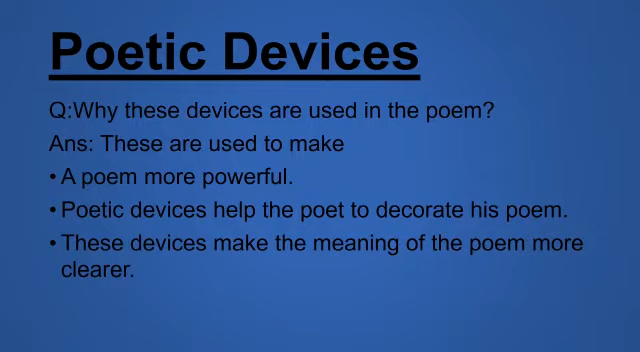 Poetic Devices
Q:Why these devices are used in the poem?
Ans: These are used to make
• A poem more powerful.
• Poetic devices help the poet to decorate his poem.
• These devices make the meaning of the poem more
clearer.